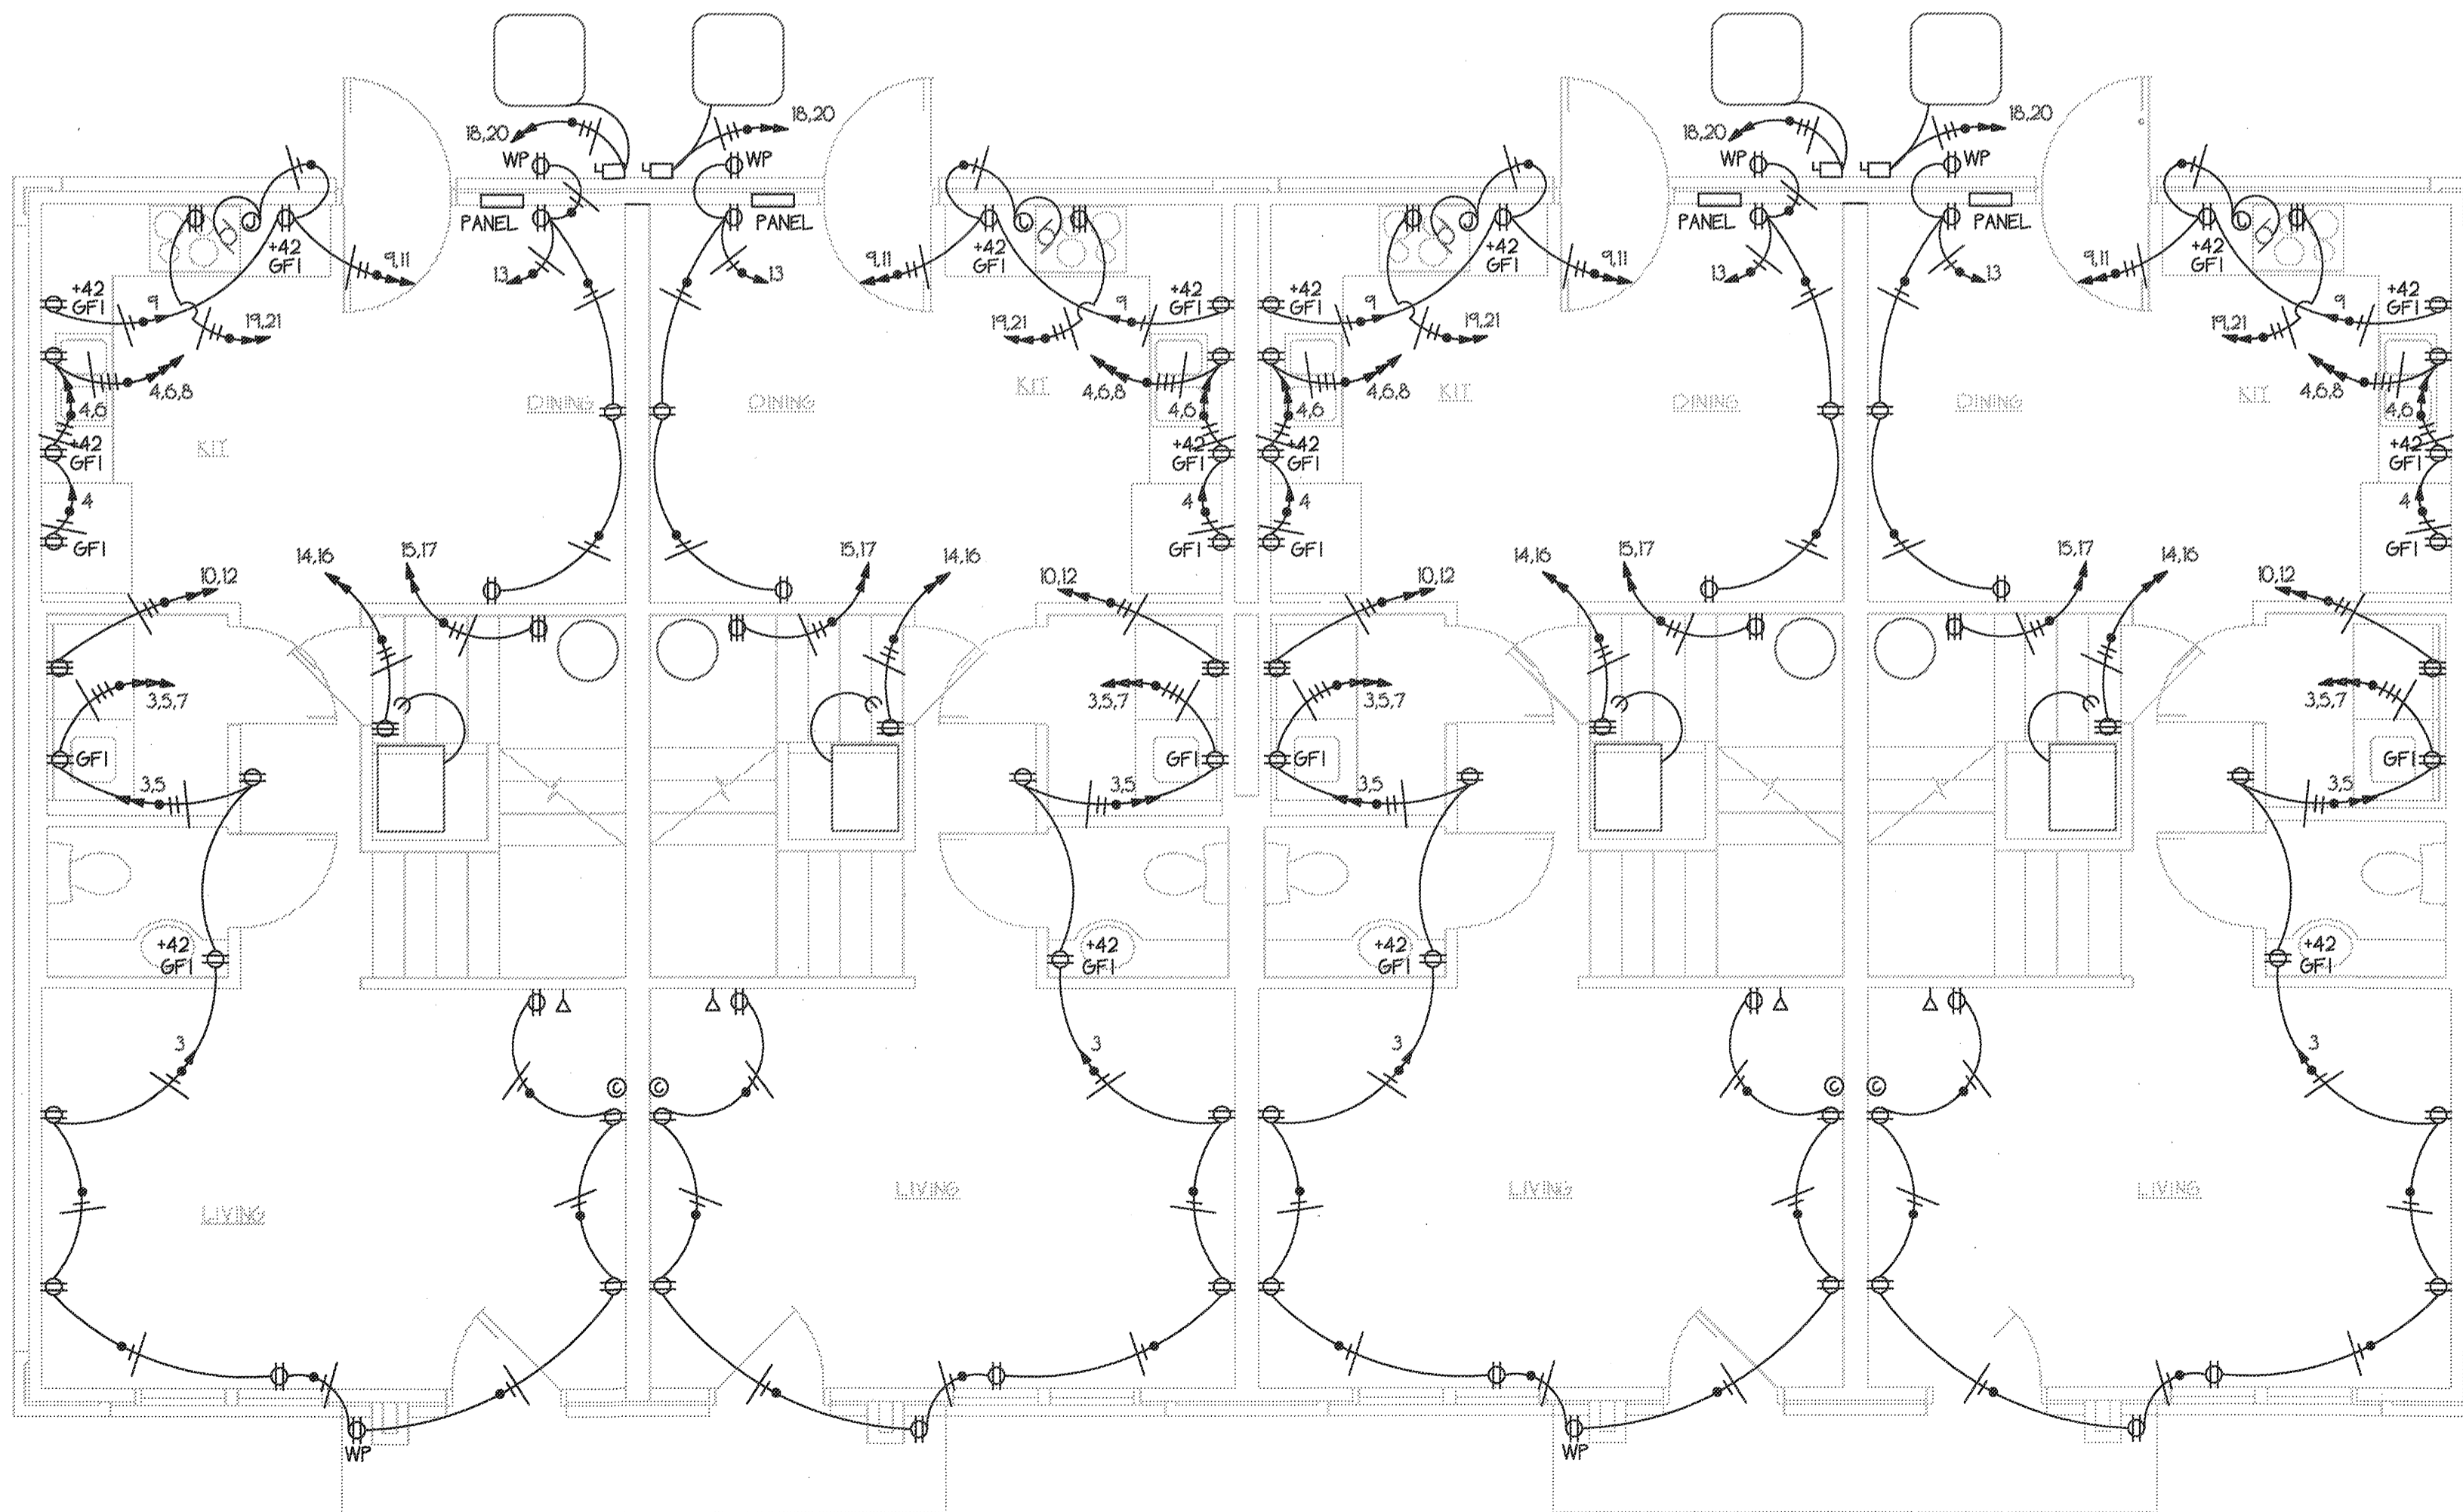 18,20
18,20
18,20
18,20
WP
WP
WP
WP
PANEL
PANEL
PANEL
PANEL
+42
GFI
+42
GFI
+42
GFI
+42
GFI
9,11
13
13
9,11
9,11
13
13
9,11
+42
GFI
9
19,21
19,21
9
+42
GFI
+42
GFI
9
19,21
19,21
9
+42
GFI
4,6,8
4,6
4,6,8
4,6
4,6
4,6,8
4,6,8
4,6
KIT
DINING
DINING
KIT
KIT
DINING
DINING
KIT
+42
GFI
+42
GFI
+42
GFI
+42
GFI
4
4
4
4
GFI
GFI
GFI
GFI
10,12
14,16
15,17
15,17
14,16
10,12
10,12
14,16
15,17
15,17
14,16
10,12
3,5,7
3,5,7
3,5,7
3,5,7
GFI
GFI
GFI
GFI
3,5
3,5
3,5
3,5
+42
GFI
+42
GFI
+42
GFI
+42
GFI
3
3
3
3
C
C
C
C
LIVING
LIVING
LIVING
LIVING
WP
WP